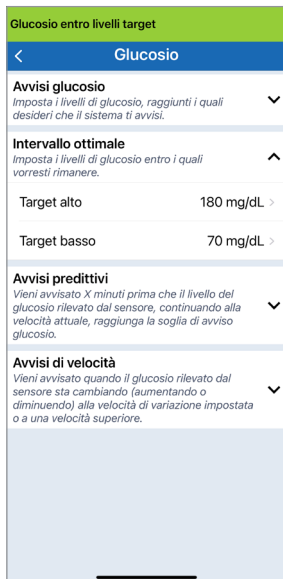 Glucosio entro livelli target
Glucosio
Avvisi glucosio
Imposta i livelli di glucosio, raggiunti i quali
desideri che il sistema ti avvisi.
Intervallo ottimale
Imposta i livelli di glucosio entro i quali
vorresti rimanere.
Target alto 180 mg/dL
Target basso 70 mg/dL
Avvisi predittivi
Vieni avvisato X minuti prima che il livello del
glucosio rilevato dal sensore, continuando alla
velocità attuale, raggiunga la soglia di avviso
glucosio.
Avvisi di velocità
Vieni avvisato quando il glucosio rilevato dal
sensore sta cambiando (aumentando o
diminuendo) alla velocità di variazione impostata
o a una velocità superiore.